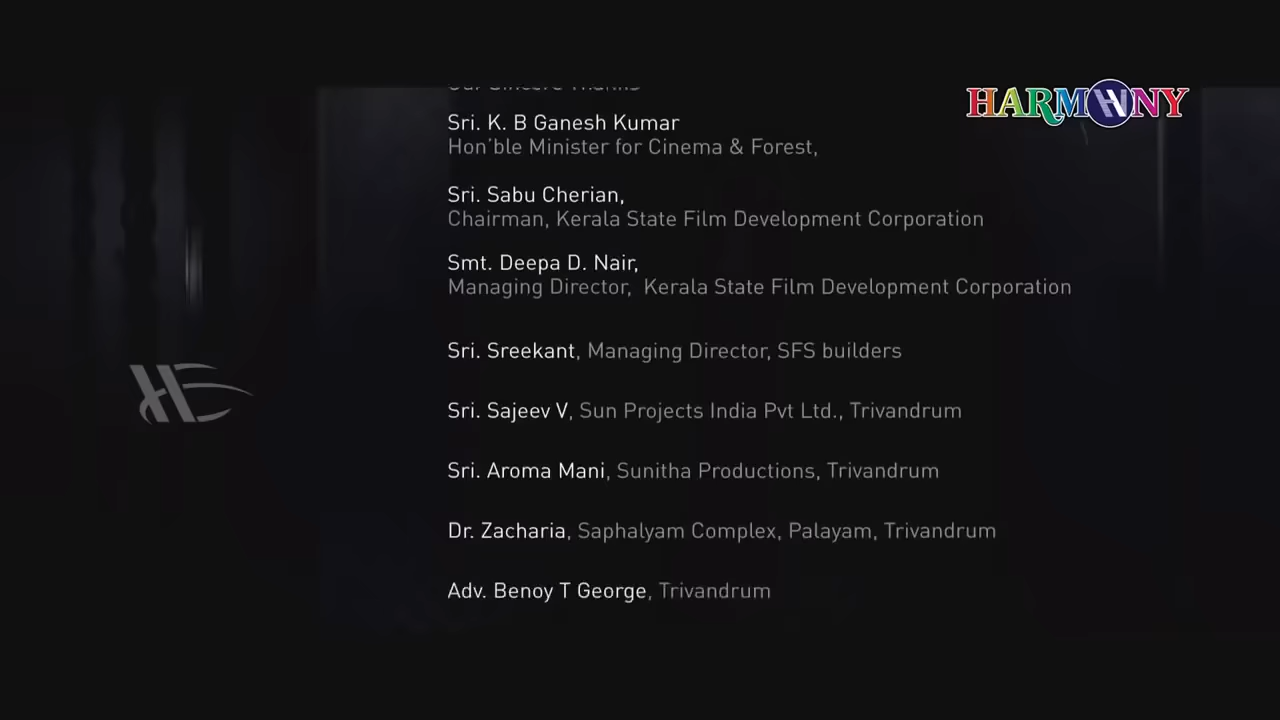 HARMONY
Our Sincere Thanks
Sri. K. B Ganesh Kumar
Hon'ble Minister for Cinema & Forest,
Sri. Sabu Cherian,
Chairman, Kerala State Film Development Corporation
Smt. Deepa D. Nair,
Managing Director, Kerala State Film Development Corporation
Sri. Sreekant, Managing Director, SFS builders
Sri. Sajeev V, Sun Projects India Pvt Ltd., Trivandrum
Sri. Aroma Mani, Sunitha Productions, Trivandrum
Dr. Zacharia, Saphalyam Complex, Palayam, Trivandrum
Adv. Benoy T George, Trivandrum